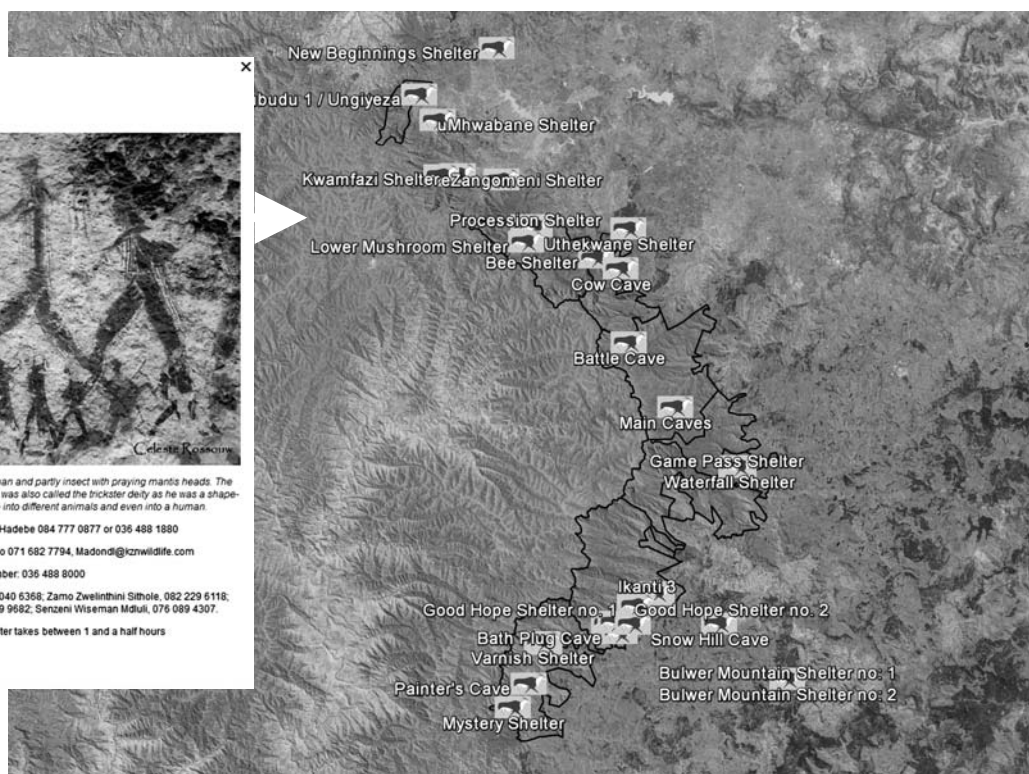 ×
Celeste Rossouw
an and partly insect with praying mantis heads. The
was also called the trickster deity as he was a shape-
into different animals and even into a human.
Hadebe 084 777 0877 or 036 488 1880
o 071 682 7794, Madondl@kznwildlife.com
ber: 036 488 8000
040 6368; Zamo Zwelinthini Sithole, 082 229 6118;
9 9682; Senzeni Wiseman Mdluli, 076 089 4307.
ter takes between 1 and a half hours
New Beginnings Shelter
ibudu 1 / Ungiyeza
uMhwabane Shelter
Kwamfazi Shelter
eZangomeni Shelter
Procession Shelter
Lower Mushroom Shelter
Uthekwane Shelter
Bee Shelter
Cow Cave
Battle Cave
Main Caves
Game Pass Shelter
Waterfall Shelter
Ikanti 3
Good Hope Shelter no. 1
Good Hope Shelter no. 2
Bath Plug Cave
Snow Hill Cave
Varnish Shelter
Bulwer Mountain Shelter no: 1
Bulwer Mountain Shelter no: 2
Painter's Cave
Mystery Shelter